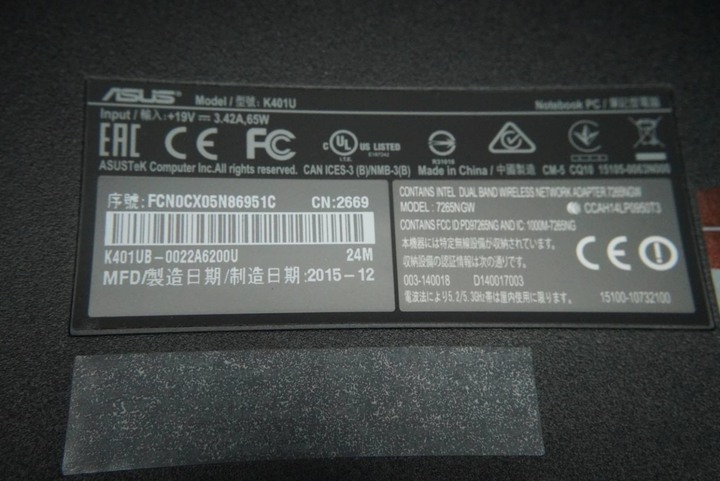 ASUS Model / 型號: K401U Notebook PC / 筆記型電腦
Input / 輸入: +19V ⎓ 3.42A, 65W
EAC CE FC c UL US LISTED
I.T.E. E187542 R31018
ASUSTeK Computer Inc. All rights reserved. CAN ICES-3 (B)/NMB-3(B) Made in China / 中國製造 CM-5 CQ10 15105-0063N000
序號: FCN0CX05N86951C CN:2669
K401UB-0022A6200U 24M
MFD/製造日期/制造日期:2015-12
CONTAINS INTEL DUAL BAND WIRELESS NETWORK ADAPTER 7265NGW
MODEL : 7265NGW CCAH14LP0950T3
CONTAINS FCC ID:PD97265NG AND IC: 1000M-7265NG
本機器には特定無線設備が収納されています。
収納設備の認証情報は次の通りです。
003-140018 D140017003
電波法により5.2/5.3GHz帯は屋内使用に限ります。
CE
15100-10732100